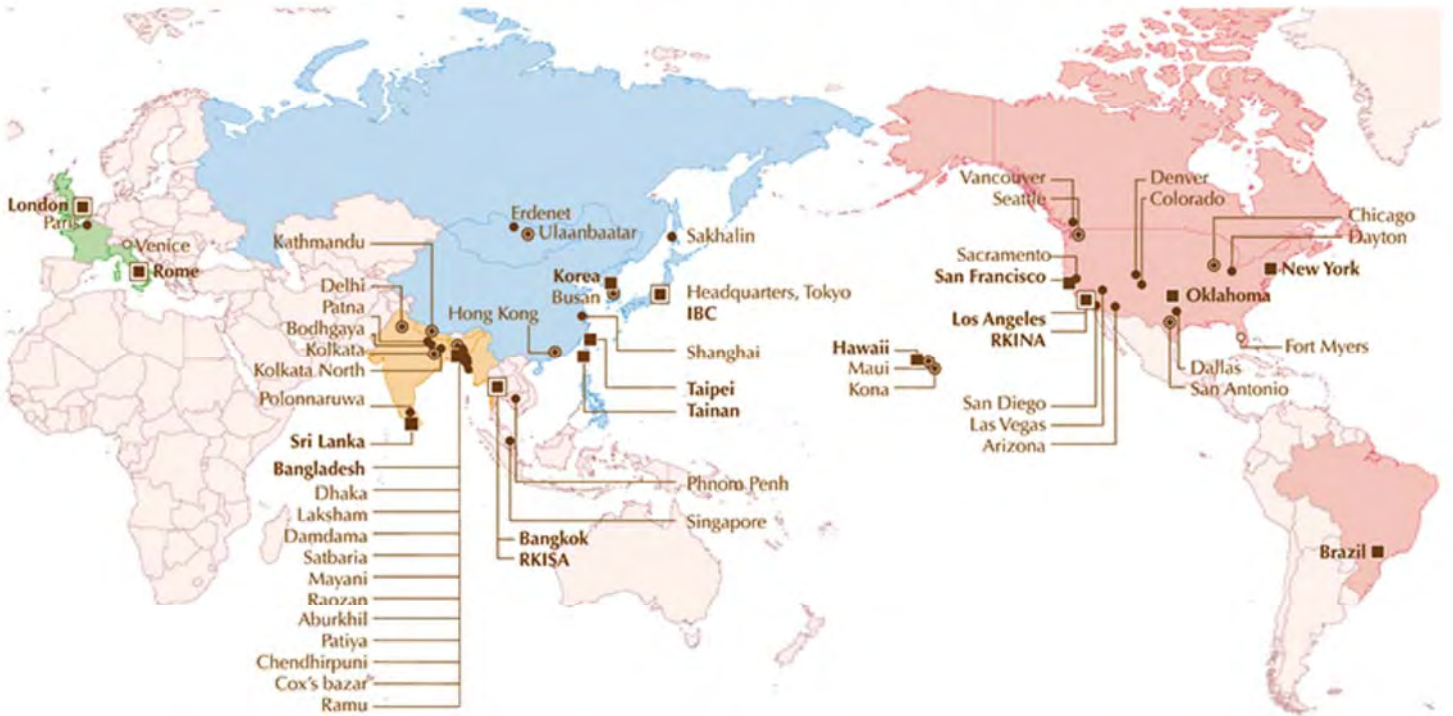 London
Paris
Venice
Rome
Kathmandu
Delhi
Patna
Bodhgaya
Kolkata
Kolkata North
Polonnaruwa
Sri Lanka
Bangladesh
Dhaka
Laksham
Damdama
Satbaria
Mayani
Raozan
Aburkhil
Patiya
Chendhirpuni
Cox's bazar
Ramu
Erdenet
Ulaanbaatar
Sakhalin
Korea
Busan
Headquarters, Tokyo
IBC
Hong Kong
Shanghai
Taipei
Tainan
Phnom Penh
Singapore
Bangkok
RKISA
Hawaii
Maui
Kona
Vancouver
Seattle
Sacramento
San Francisco
Los Angeles
RKINA
San Diego
Las Vegas
Arizona
Denver
Colorado
Chicago
Dayton
New York
Oklahoma
Fort Myers
Dallas
San Antonio
Brazil